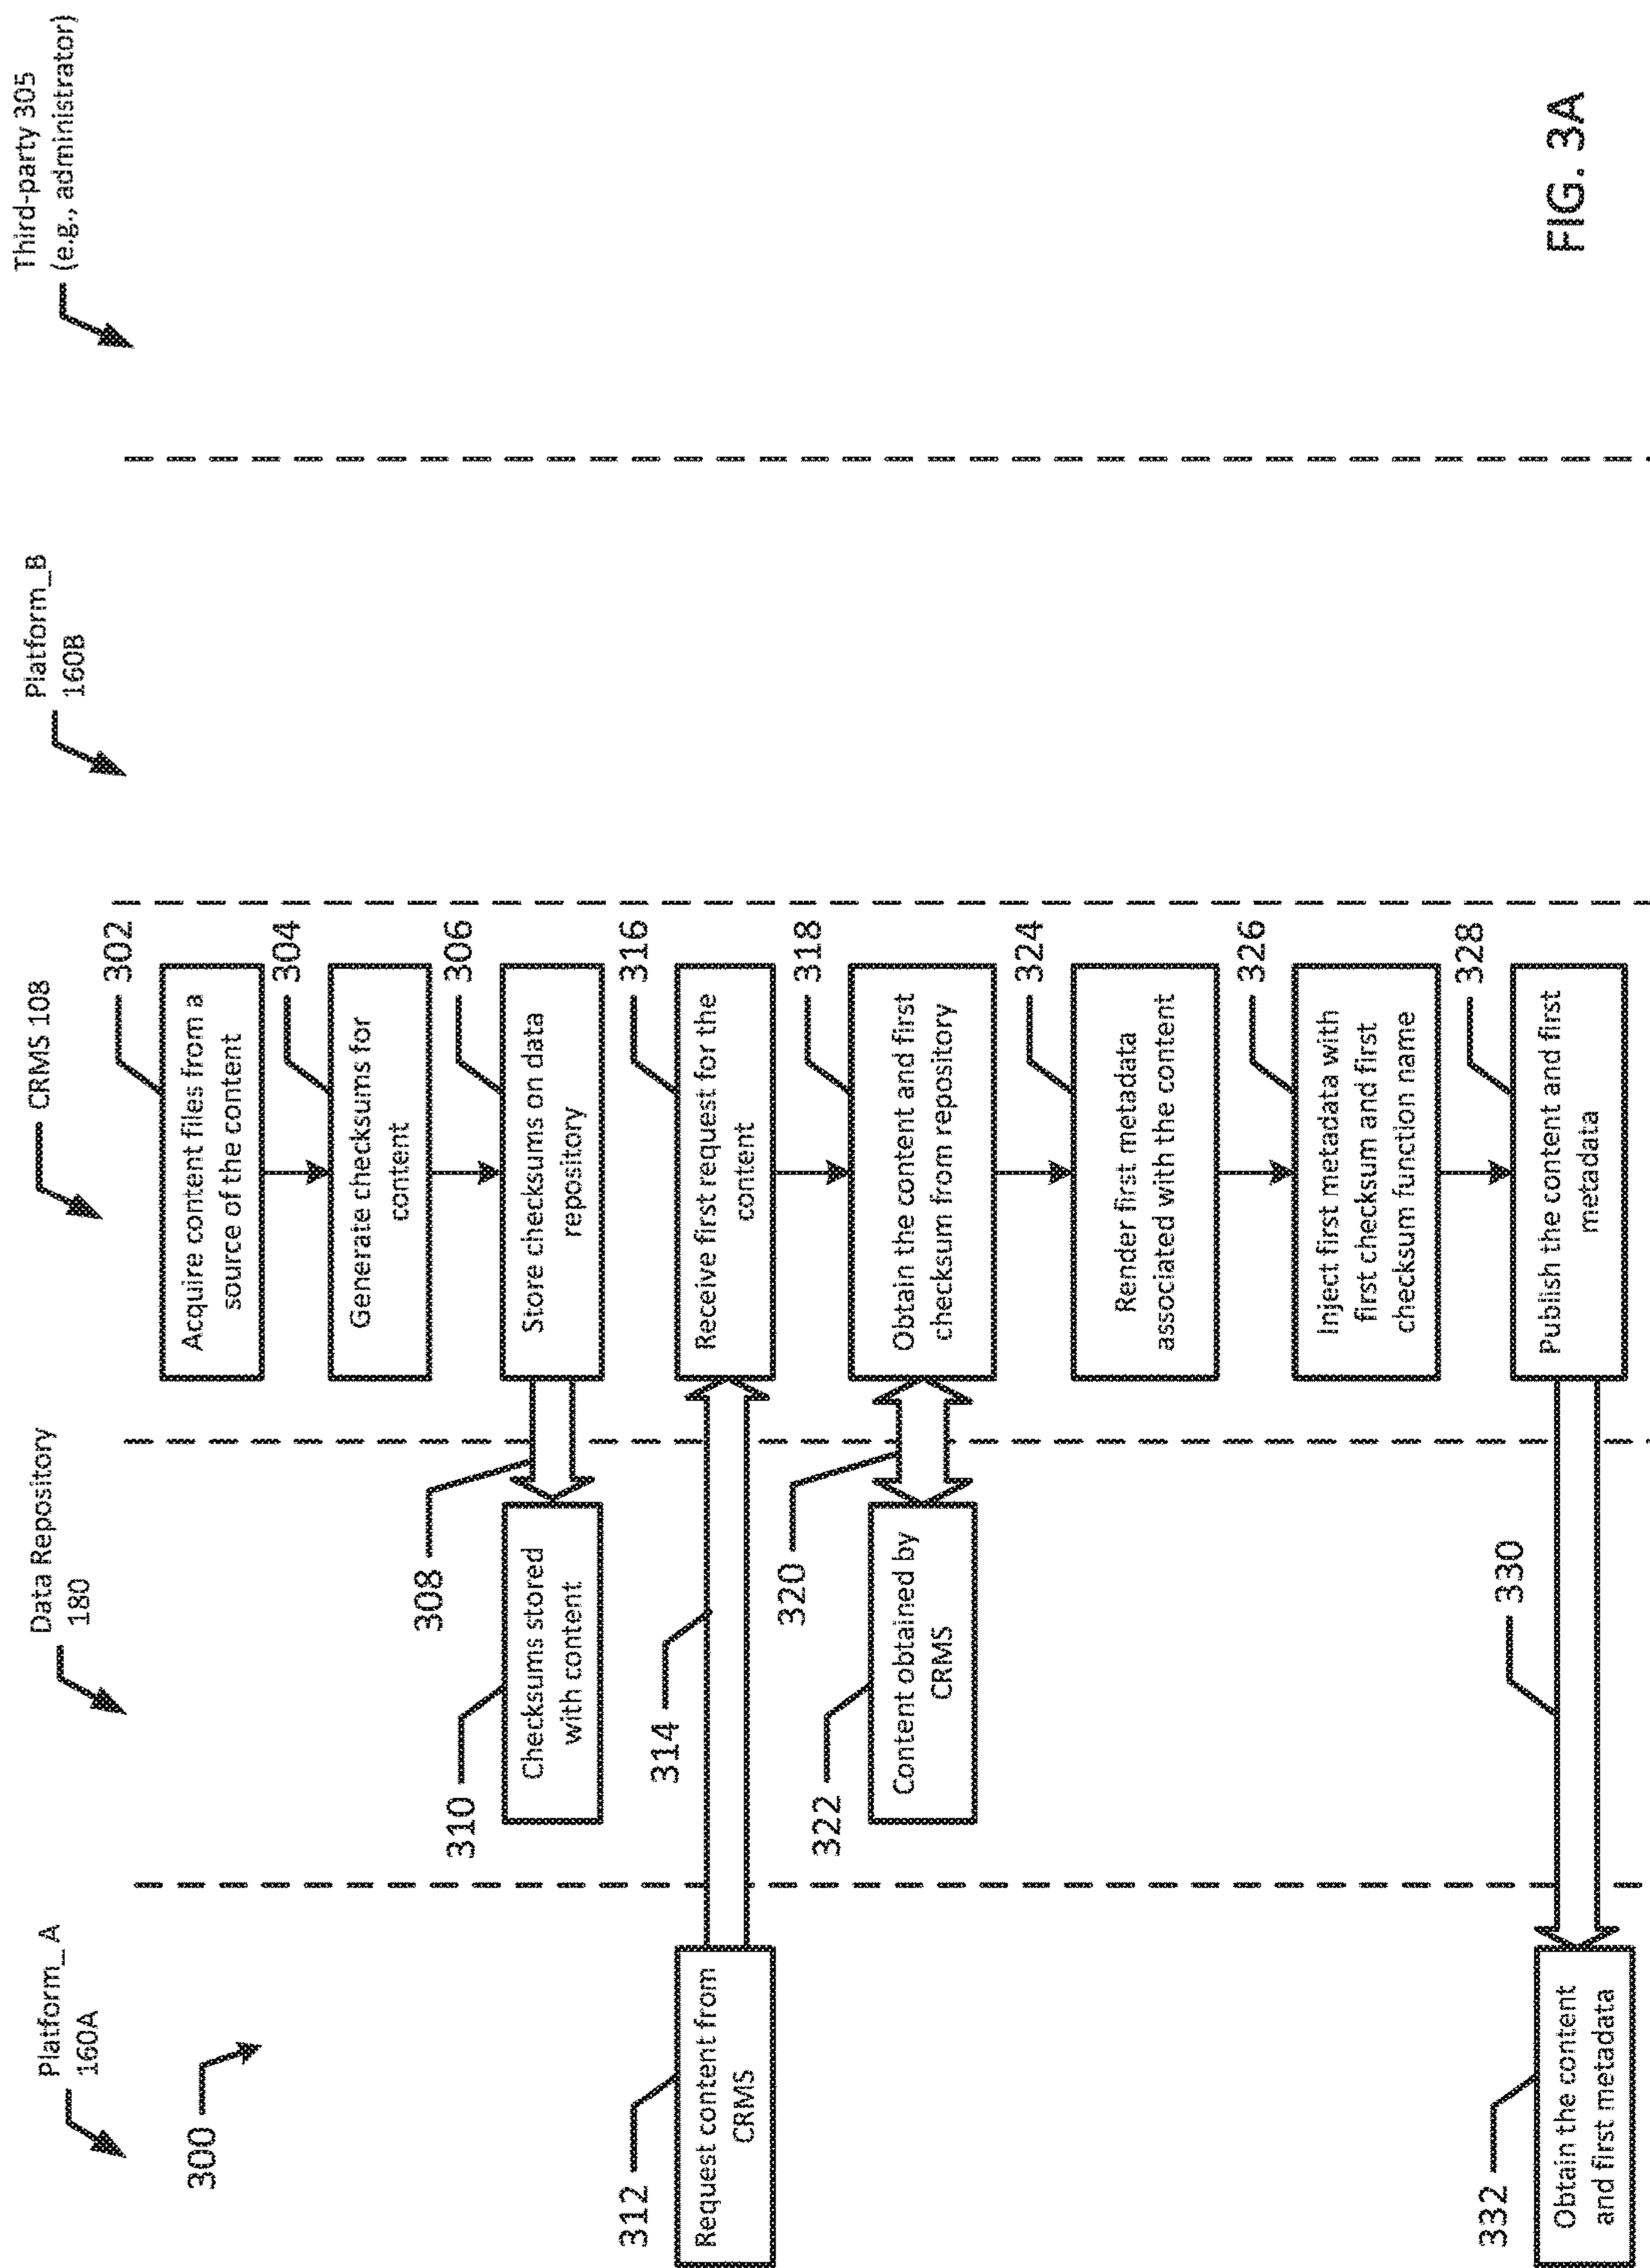 Platform_A
160A
Data Repository
180
CRMS 108
Platform_B
160B
Third-party 305
(e.g., administrator)
300
302
Acquire content files from a
source of the content
304
Generate checksums for
content
306
Store checksums on data
repository
308
310
Checksums stored
with content
312
Request content from
CRMS
314
316
Receive first request for the
content
318
Obtain the content and first
checksum from repository
320
322
Content obtained by
CRMS
324
Render first metadata
associated with the content
326
Inject first metadata with
first checksum and first
checksum function name
328
Publish the content and first
metadata
330
332
Obtain the content
and first metadata
FIG. 3A